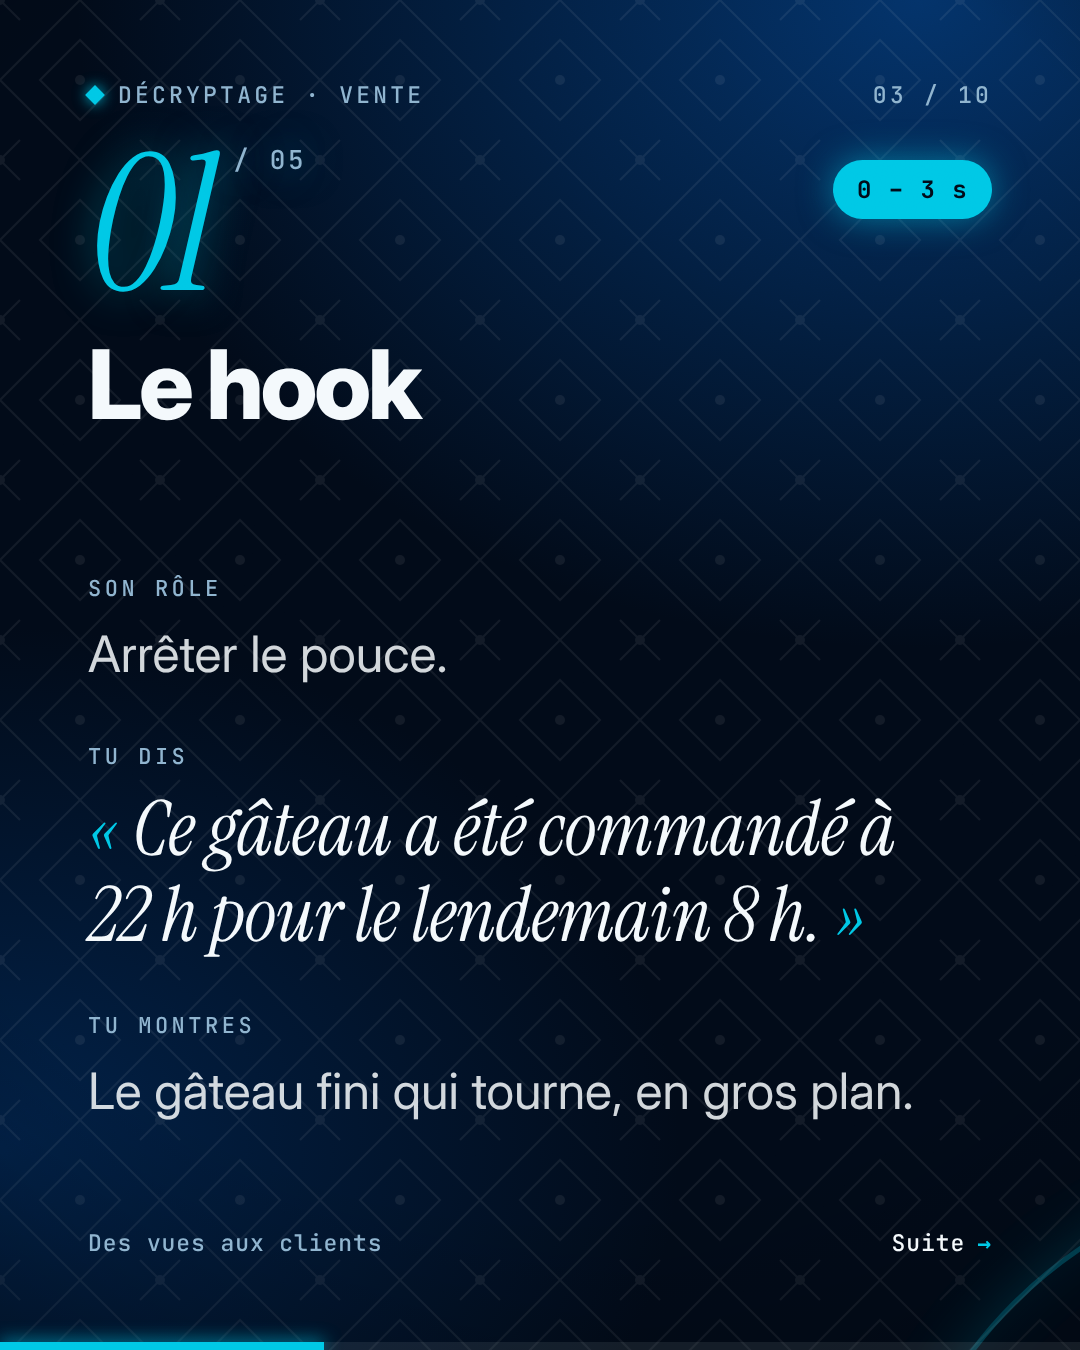 DÉCRYPTAGE · VENTE
03 / 10
01 / 05
0 – 3 s
Le hook
SON RÔLE
Arrêter le pouce.
TU DIS
« Ce gâteau a été commandé à
22 h pour le lendemain 8 h. »
TU MONTRES
Le gâteau fini qui tourne, en gros plan.
Des vues aux clients
Suite →